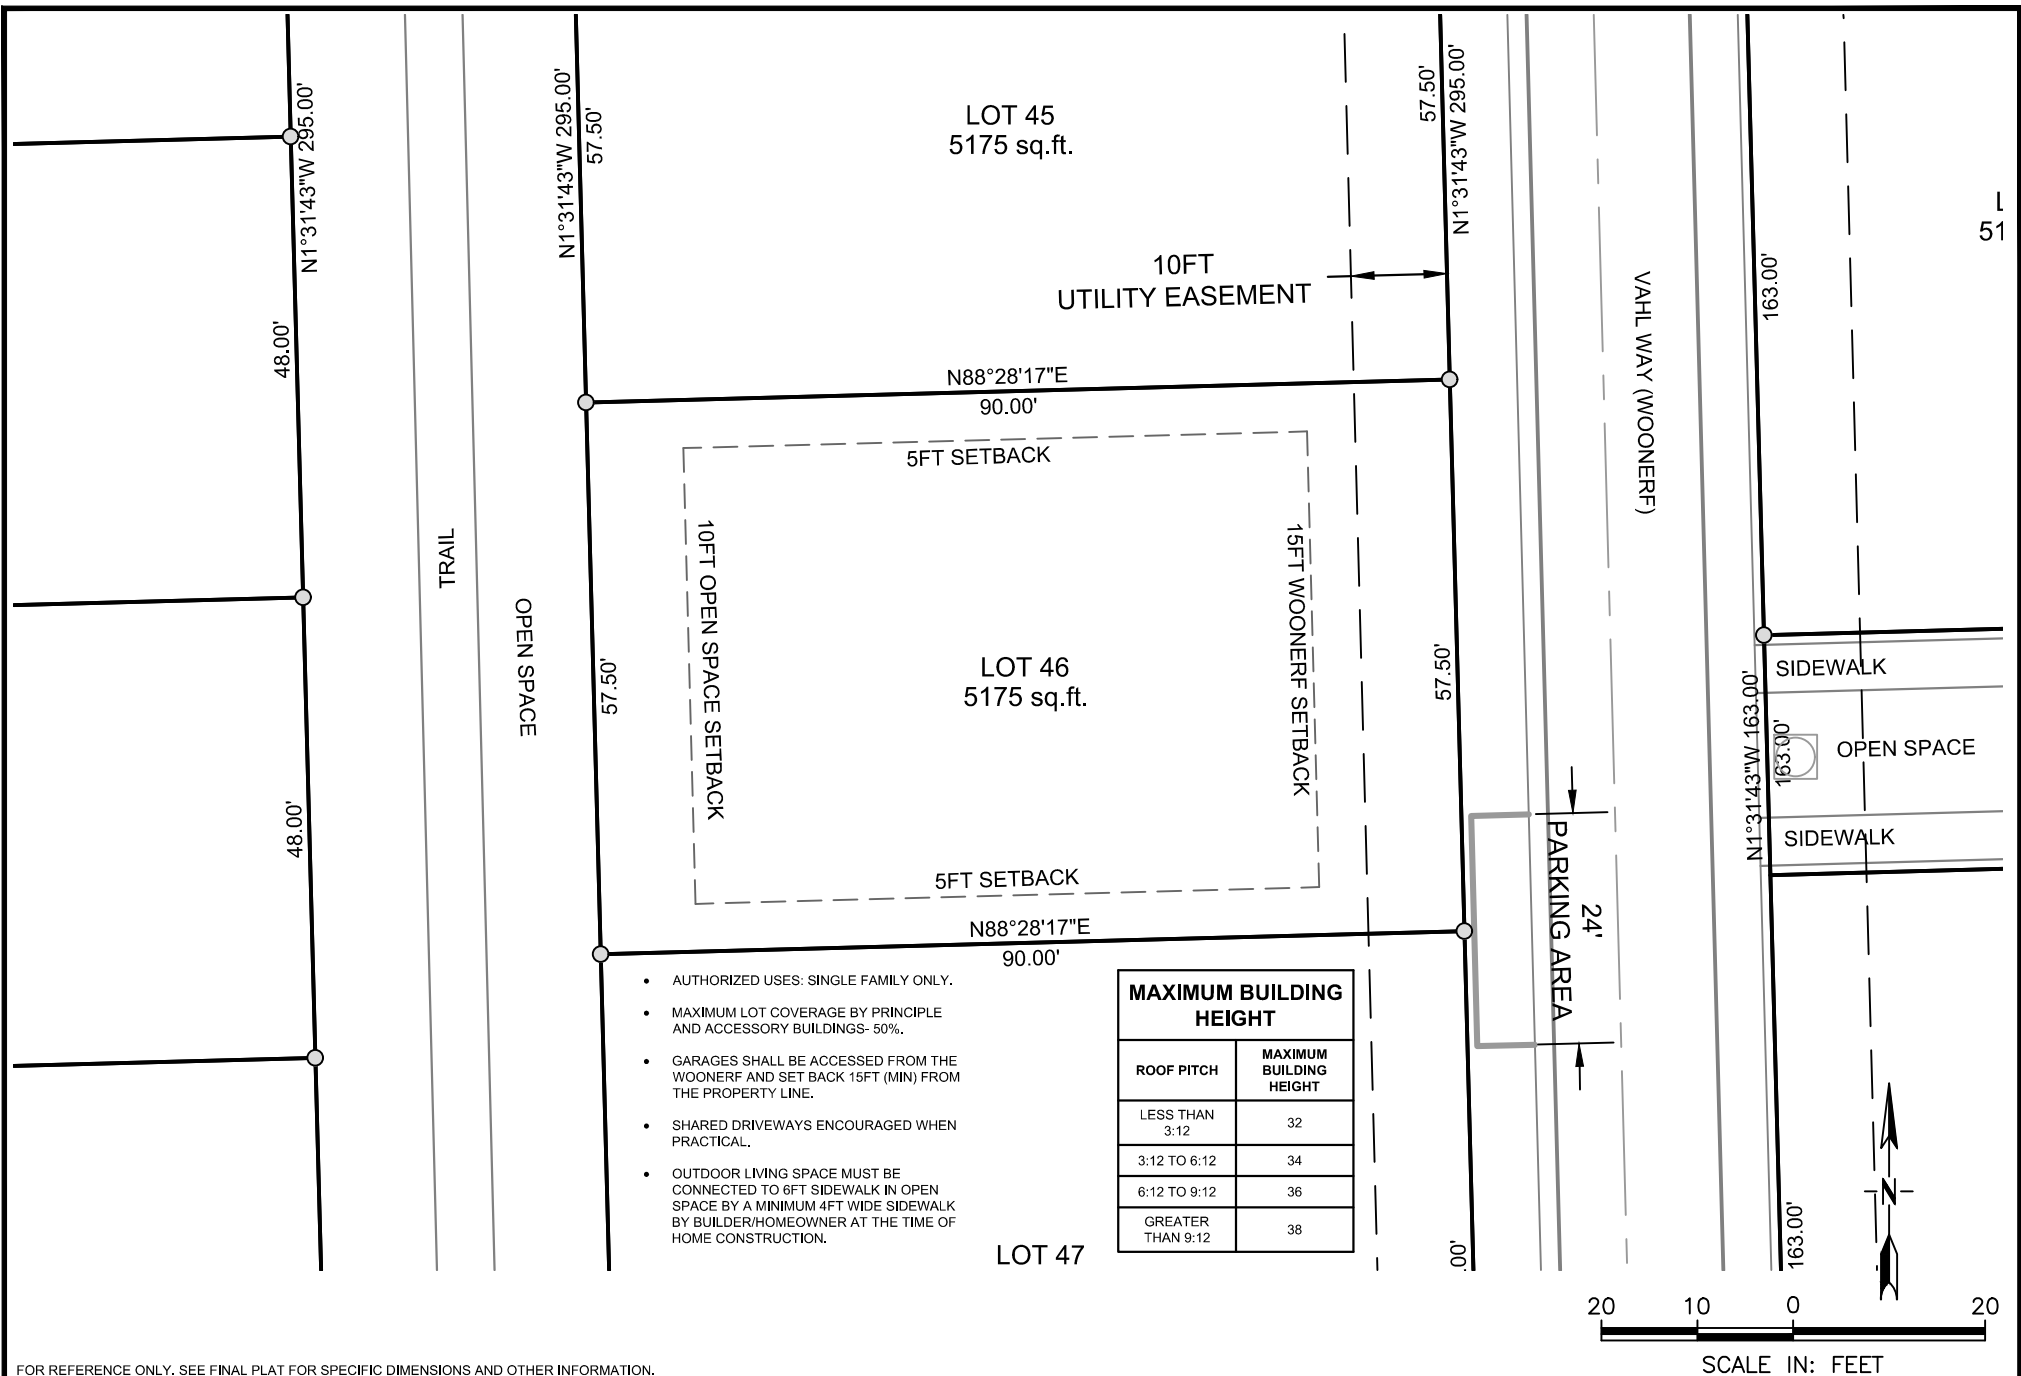 N1°31'43"W 295.00'
48.00'
48.00'
TRAIL
OPEN SPACE
N1°31'43"W 295.00'
57.50'
LOT 45
5175 sq.ft.
57.50'
N1°31'43"W 295.00'
10FT
UTILITY EASEMENT
N88°28'17"E
90.00'
5FT SETBACK
10FT OPEN SPACE SETBACK
15FT WOONERF SETBACK
57.50'
LOT 46
5175 sq.ft.
57.50'
5FT SETBACK
N88°28'17"E
90.00'
VAHL WAY (WOONERF)
24'
PARKING AREA
163.00'
51
SIDEWALK
N1°31'43"W 163.00'
163.00'
OPEN SPACE
SIDEWALK
163.00'
• AUTHORIZED USES: SINGLE FAMILY ONLY.
• MAXIMUM LOT COVERAGE BY PRINCIPLE
AND ACCESSORY BUILDINGS- 50%.
• GARAGES SHALL BE ACCESSED FROM THE
WOONERF AND SET BACK 15FT (MIN) FROM
THE PROPERTY LINE.
• SHARED DRIVEWAYS ENCOURAGED WHEN
PRACTICAL.
• OUTDOOR LIVING SPACE MUST BE
CONNECTED TO 6FT SIDEWALK IN OPEN
SPACE BY A MINIMUM 4FT WIDE SIDEWALK
BY BUILDER/HOMEOWNER AT THE TIME OF
HOME CONSTRUCTION.
MAXIMUM BUILDING
HEIGHT
ROOF PITCH
MAXIMUM
BUILDING
HEIGHT
LESS THAN
3:12
32
3:12 TO 6:12
34
6:12 TO 9:12
36
GREATER
THAN 9:12
38
LOT 47
.00'
N
20 10 0 20
SCALE IN: FEET
FOR REFERENCE ONLY. SEE FINAL PLAT FOR SPECIFIC DIMENSIONS AND OTHER INFORMATION.